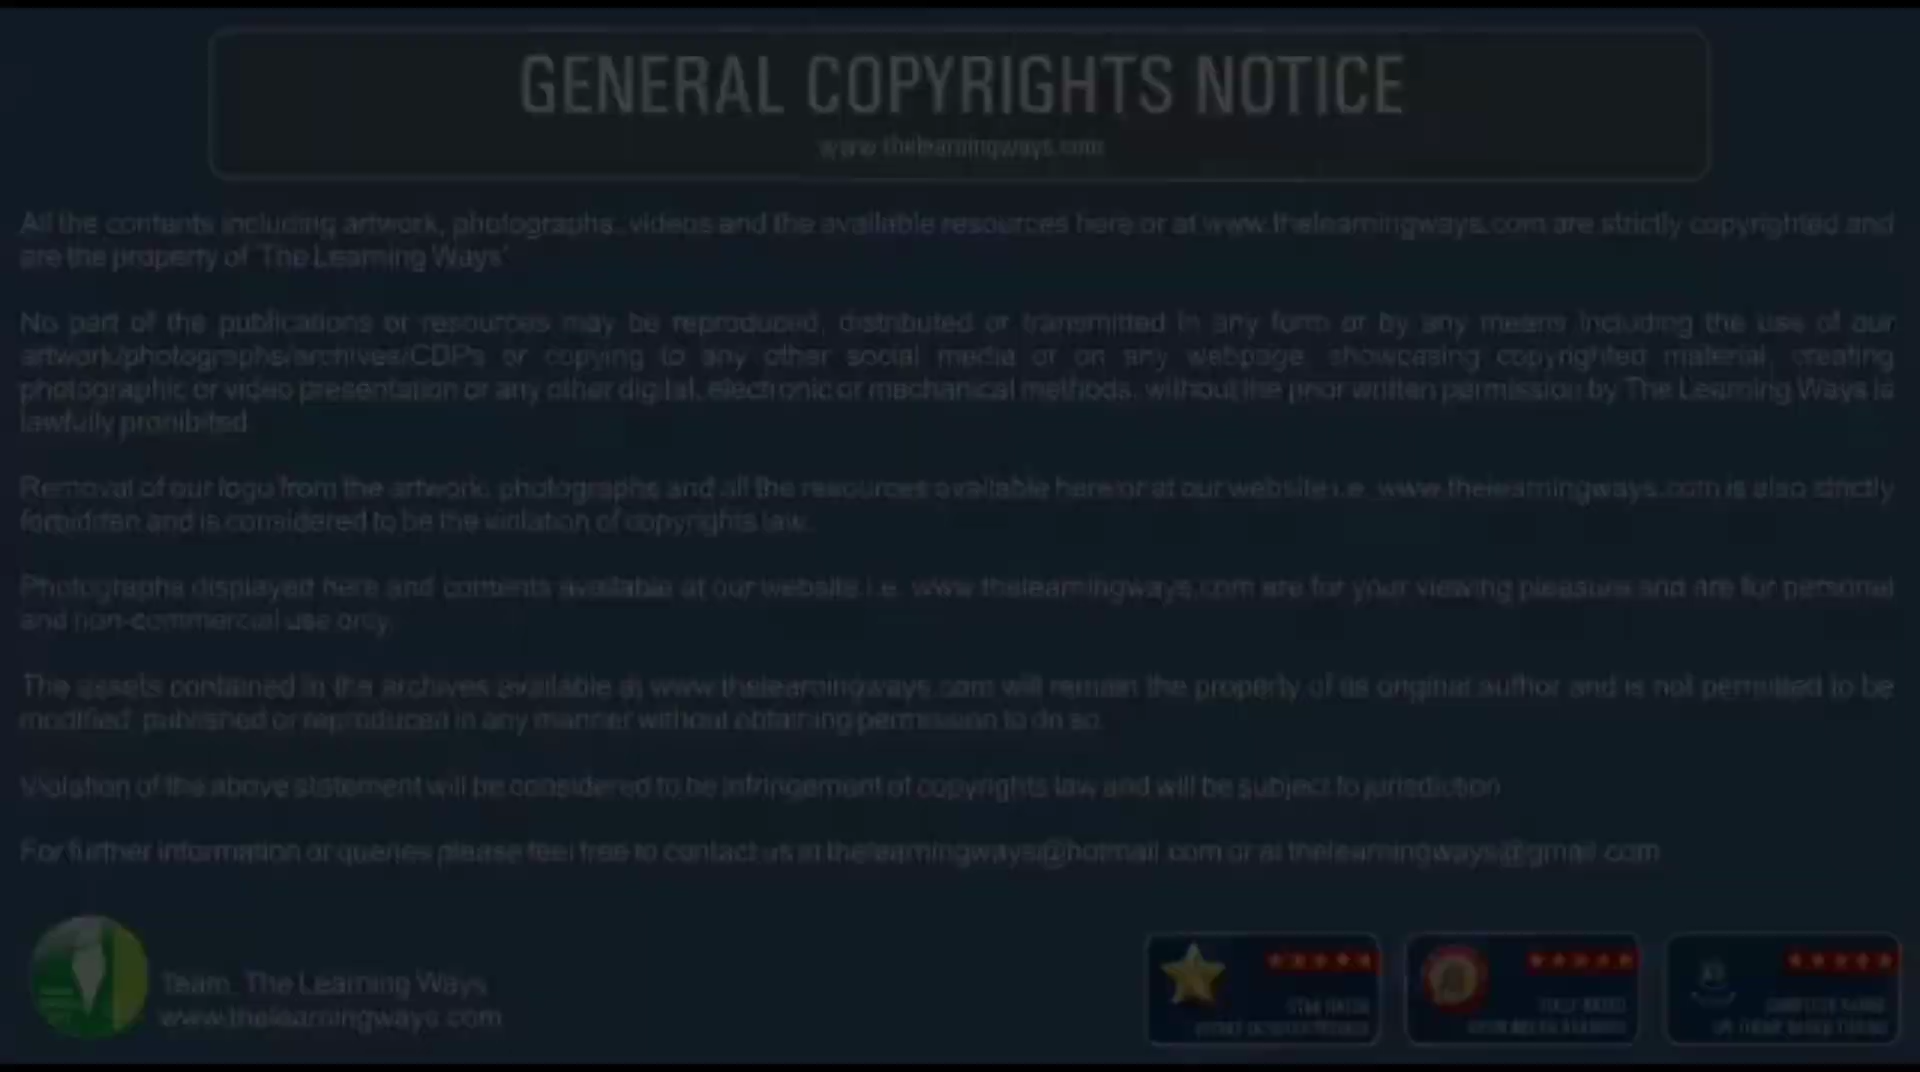 GENERAL COPYRIGHTS NOTICE
www.thelearningways.com
All the contents including artwork, photographs, videos and the available resources here or at www.thelearningways.com are strictly copyrighted and
are the property of 'The Learning Ways'
No part of the publications or resources may be reproduced, distributed or transmitted in any form or by any means including the use of our
artwork/photographs/archives/CDPs or copying to any other social media or on any webpage, showcasing copyrighted material, creating
photographic or video presentation or any other digital, electronic or mechanical methods, without the prior written permission by The Learning Ways is
lawfully prohibited.
Removal of our logo from the artwork, photographs and all the resources available here or at our website i.e. www.thelearningways.com is also strictly
forbidden and is considered to be the violation of copyrights law.
Photographs displayed here and contents available at our website i.e. www.thelearningways.com are for your viewing pleasure and are for personal
and non-commercial use only.
The assets contained in the archives available at www.thelearningways.com will remain the property of its original author and is not permitted to be
modified, published or reproduced in any manner without obtaining permission to do so.
Violation of the above statement will be considered to be infringement of copyrights law and will be subject to jurisdiction.
For further information or queries please feel free to contact us at thelearningways@hotmail.com or at thelearningways@gmail.com
Team, The Learning Ways
www.thelearningways.com